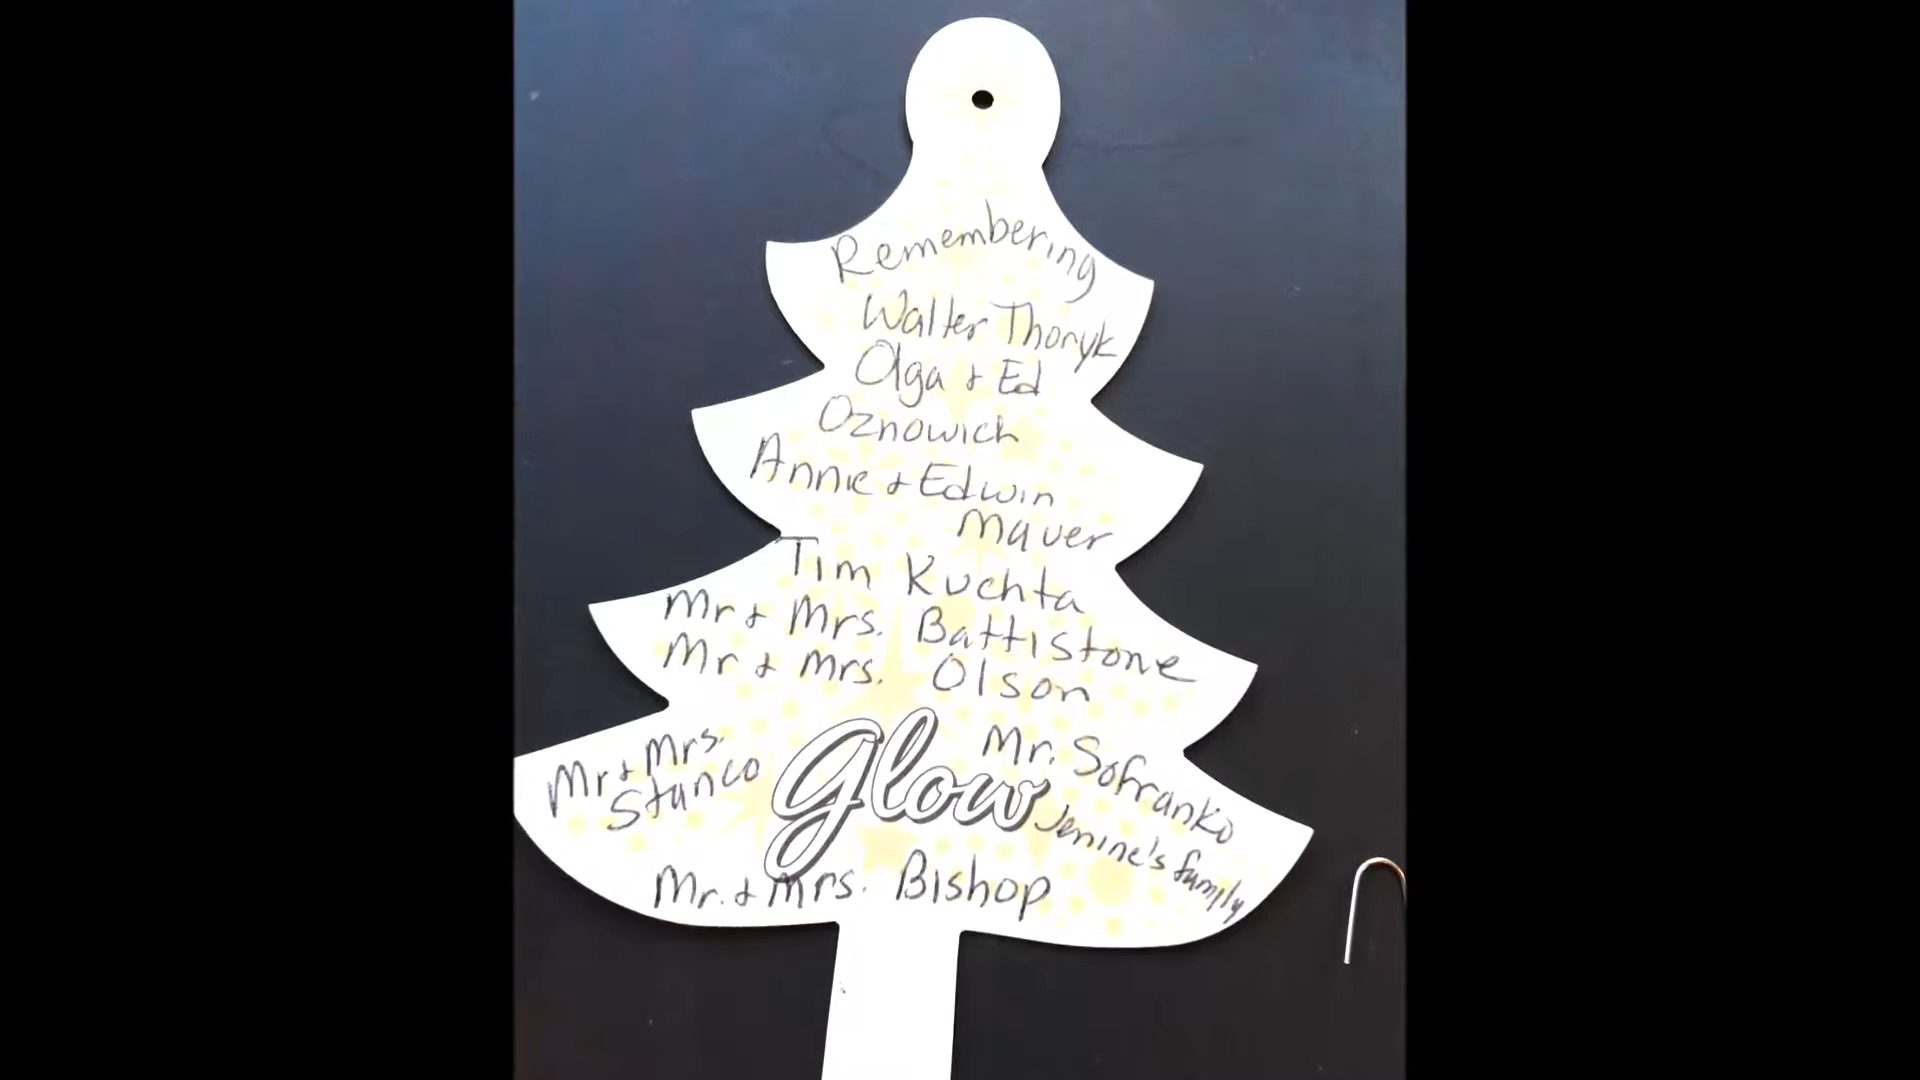 Remembering
Walter Thoryk
Olga & Ed
Oznowich
Annie & Edwin
Mauer
Tim Kuchta
Mr & Mrs. Battistone
Mr & Mrs. Olson
Mr & Mrs.
Stanco
Glow
Mr. Sofranko
Jenine's family
Mr. & Mrs. Bishop